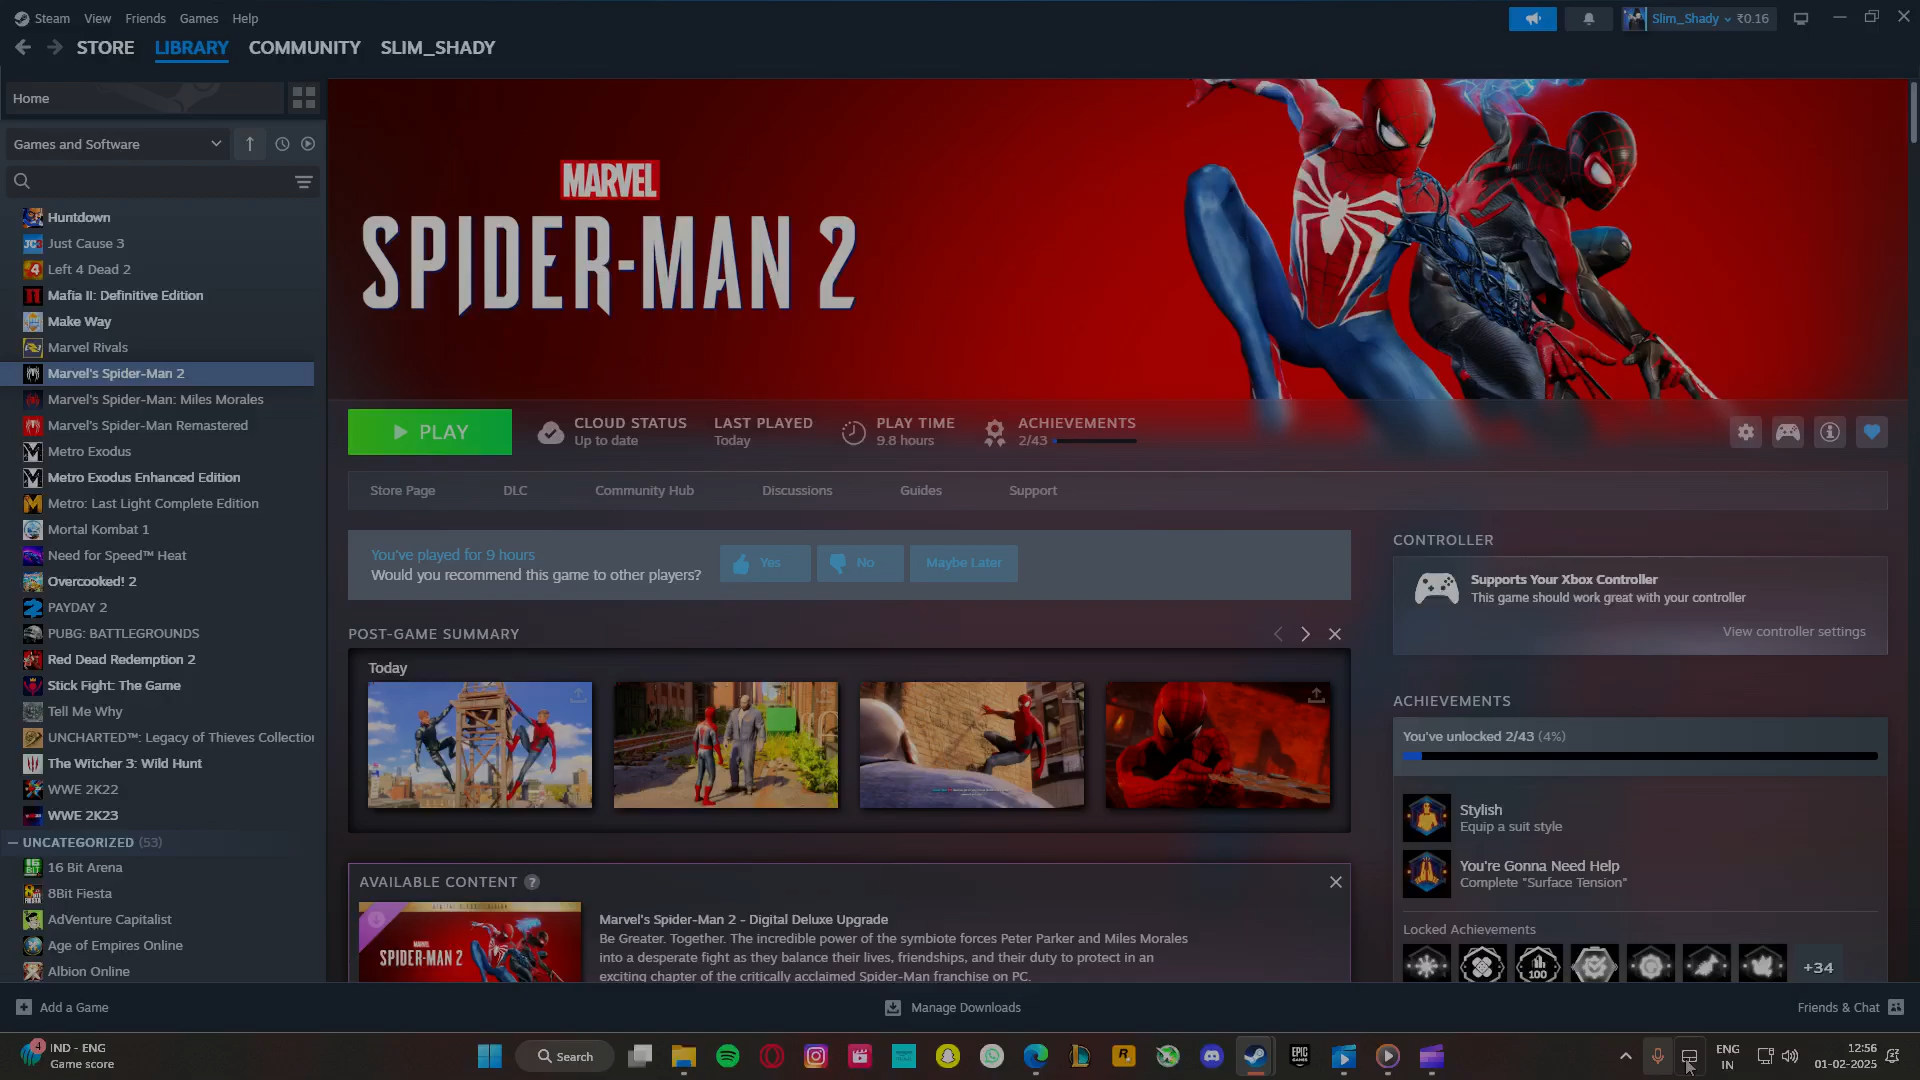 Steam View Friends Games Help
Slim_Shady ₹0.16
STORE LIBRARY COMMUNITY SLIM_SHADY
Home
Games and Software
Huntdown
Just Cause 3
Left 4 Dead 2
Mafia II: Definitive Edition
Make Way
Marvel Rivals
Marvel's Spider-Man 2
Marvel's Spider-Man: Miles Morales
Marvel's Spider-Man Remastered
Metro Exodus
Metro Exodus Enhanced Edition
Metro: Last Light Complete Edition
Mortal Kombat 1
Need for Speed™ Heat
Overcooked! 2
PAYDAY 2
PUBG: BATTLEGROUNDS
Red Dead Redemption 2
Stick Fight: The Game
Tell Me Why
UNCHARTED™: Legacy of Thieves Collection
The Witcher 3: Wild Hunt
WWE 2K22
WWE 2K23
UNCATEGORIZED (53)
16 Bit Arena
8Bit Fiesta
AdVenture Capitalist
Age of Empires Online
Albion Online
MARVEL
SPIDER-MAN 2
PLAY
CLOUD STATUS
Up to date
LAST PLAYED
Today
PLAY TIME
9.8 hours
ACHIEVEMENTS
2/43
Store Page DLC Community Hub Discussions Guides Support
You've played for 9 hours
Would you recommend this game to other players?
Yes No Maybe Later
POST-GAME SUMMARY
Today
AVAILABLE CONTENT ?
DIGITAL DELUXE EDITION
MARVEL
SPIDER-MAN 2
Marvel's Spider-Man 2 - Digital Deluxe Upgrade
Be Greater. Together. The incredible power of the symbiote forces Peter Parker and Miles Morales
into a desperate fight as they balance their lives, friendships, and their duty to protect in an
exciting chapter of the critically acclaimed Spider-Man franchise on PC.
CONTROLLER
Supports Your Xbox Controller
This game should work great with your controller
View controller settings
ACHIEVEMENTS
You've unlocked 2/43 (4%)
Stylish
Equip a suit style
You're Gonna Need Help
Complete "Surface Tension"
Locked Achievements
100
+34
Add a Game
Manage Downloads
Friends & Chat
4
IND - ENG
Game score
Search
EPIC
GAMES
ENG
IN
12:56
01-02-2025